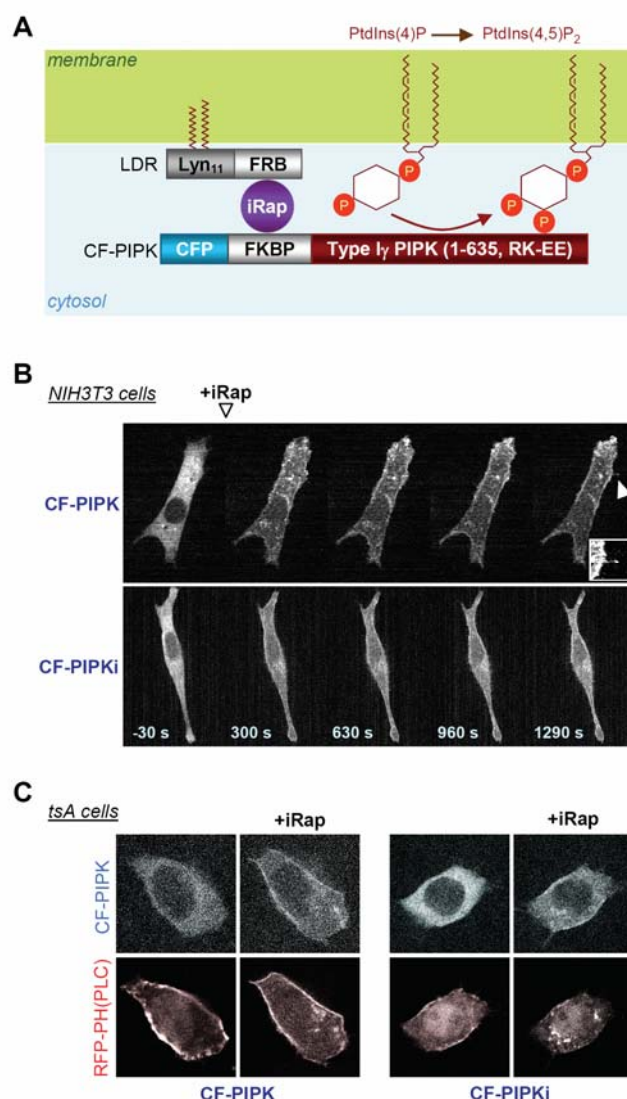 A
PtdIns(4)P PtdIns(4,5)P2
membrane
LDR Lyn11 FRB
P P
iRap
P P
P
CF-PIPK CFP FKBP Type Iγ PIPK (1-635, RK-EE)
cytosol
B
NIH3T3 cells +iRap
CF-PIPK
CF-PIPKi
-30 s 300 s 630 s 960 s 1290 s
C
tsA cells
+iRap +iRap
CF-PIPK
RFP-PH(PLC)
CF-PIPK CF-PIPKi